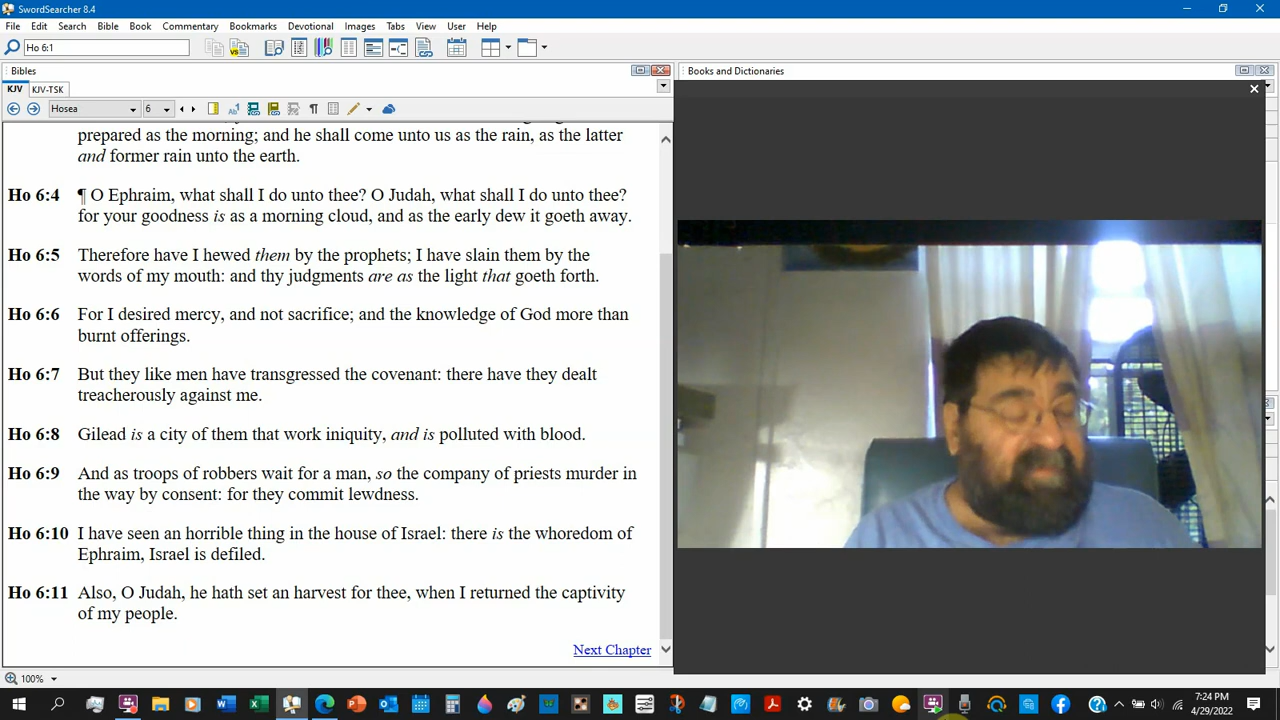 SwordSearcher 8.4
File Edit Search Bible Book Commentary Bookmarks Devotional Images Tabs View User Help
Ho 6:1
Bibles
Books and Dictionaries
KJV KJV-TSK
Hosea 6
prepared as the morning; and he shall come unto us as the rain, as the latter
and former rain unto the earth.
Ho 6:4 ¶ O Ephraim, what shall I do unto thee? O Judah, what shall I do unto thee?
for your goodness is as a morning cloud, and as the early dew it goeth away.
Ho 6:5 Therefore have I hewed them by the prophets; I have slain them by the
words of my mouth: and thy judgments are as the light that goeth forth.
Ho 6:6 For I desired mercy, and not sacrifice; and the knowledge of God more than
burnt offerings.
Ho 6:7 But they like men have transgressed the covenant: there have they dealt
treacherously against me.
Ho 6:8 Gilead is a city of them that work iniquity, and is polluted with blood.
Ho 6:9 And as troops of robbers wait for a man, so the company of priests murder in
the way by consent: for they commit lewdness.
Ho 6:10 I have seen an horrible thing in the house of Israel: there is the whoredom of
Ephraim, Israel is defiled.
Ho 6:11 Also, O Judah, he hath set an harvest for thee, when I returned the captivity
of my people.
Next Chapter
100%
7:24 PM
4/29/2022